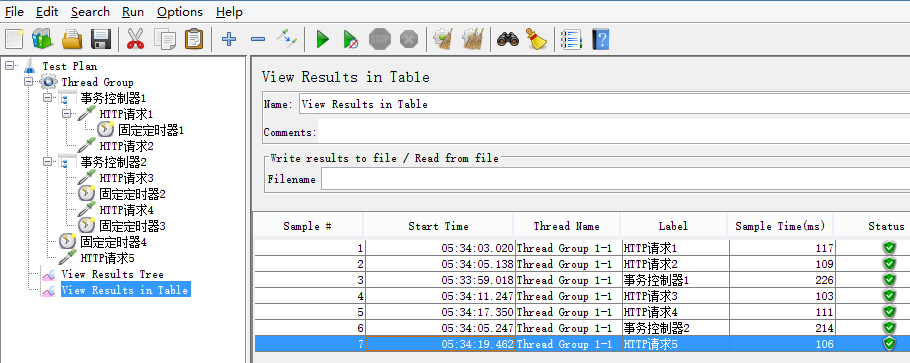 File Edit Search Run Options Help
Test Plan
Thread Group
事务控制器1
HTTP请求1
固定定时器1
HTTP请求2
事务控制器2
HTTP请求3
固定定时器2
HTTP请求4
固定定时器3
固定定时器4
HTTP请求5
View Results Tree
View Results in Table
View Results in Table
Name: View Results in Table
Comments:
Write results to file / Read from file
Filename
Sample # Start Time Thread Name Label Sample Time(ms) Status
1 05:34:03.020 Thread Group 1-1 HTTP请求1 117
2 05:34:05.138 Thread Group 1-1 HTTP请求2 109
3 05:33:59.018 Thread Group 1-1 事务控制器1 226
4 05:34:11.247 Thread Group 1-1 HTTP请求3 103
5 05:34:17.350 Thread Group 1-1 HTTP请求4 111
6 05:34:05.247 Thread Group 1-1 事务控制器2 214
7 05:34:19.462 Thread Group 1-1 HTTP请求5 106